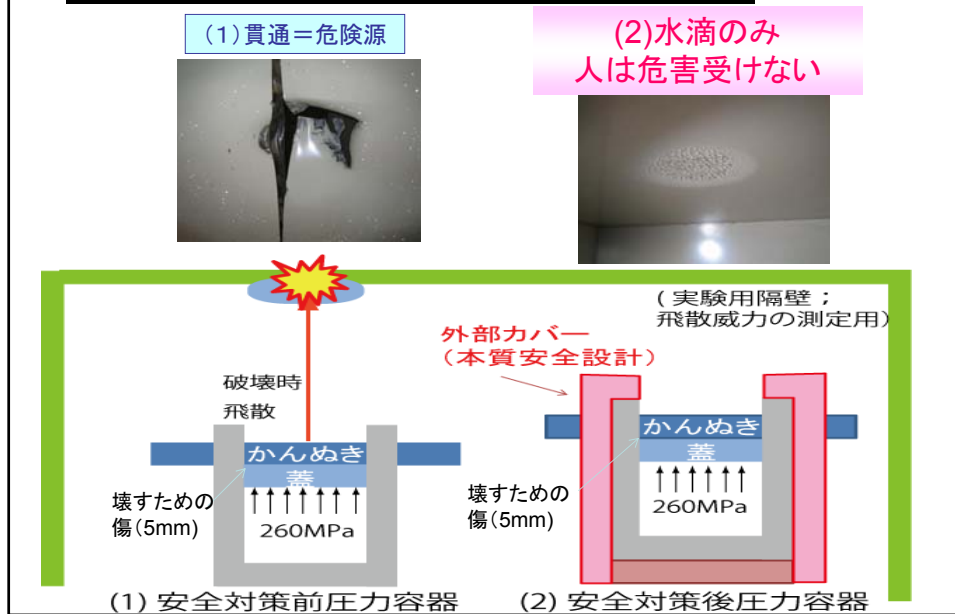 (1)貫通＝危険源
(2)水滴のみ
人は危害受けない
(実験用隔壁；
飛散威力の測定用)
外部カバー
(本質安全設計)
破壊時
飛散
かんぬき
蓋
壊すための
傷(5mm)
260MPa
かんぬき
蓋
壊すための
傷(5mm)
260MPa
(1) 安全対策前圧力容器
(2) 安全対策後圧力容器